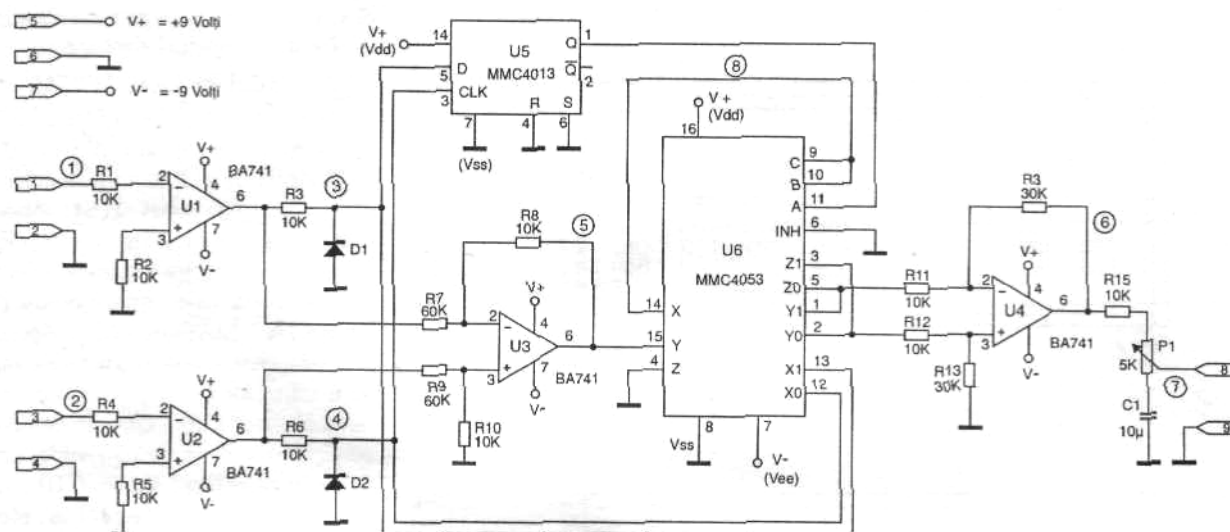 5 V+ = +9 Volți
6
7 V- = -9 Volți
V+
(Vdd)
14
U5
MMC4013
Q 1
Q 2
D
5
CLK
3
R
S
7
4
6
(Vss)
8
V+
(Vdd)
16
1
1
R1
10K
2
3
V+
4
BA741
U1
6
7
V-
2
R2
10K
R3
10K
3
D1
R8
10K
5
R7
60K
2
3
V+
4
U3
6
7
V-
BA741
R9
60K
R10
10K
3
2
R4
10K
2
3
V+
4
U2
6
7
V-
BA741
4
R5
10K
R6
10K
4
D2
U6
MMC4053
C 9
B 10
A 11
INH 6
Z1 3
Z0 5
Y1 1
Y0 2
X1 13
X0 12
14 X
15 Y
4 Z
8
Vss
7
V-
(Vee)
R11
10K
R12
10K
R13
30K
R3
30K
6
2
3
V+
4
U4
6
7
V-
BA741
R15
10K
P1
5K
7
8
C1
10µ
9